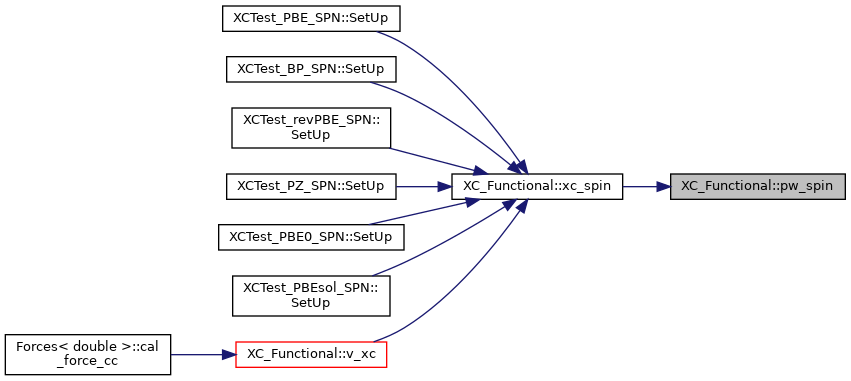 XCTest_PBE_SPN::SetUp
XCTest_BP_SPN::SetUp
XCTest_revPBE_SPN::
SetUp
XCTest_PZ_SPN::SetUp
XC_Functional::xc_spin
XC_Functional::pw_spin
XCTest_PBE0_SPN::SetUp
XCTest_PBEsol_SPN::
SetUp
Forces< double >::cal
_force_cc
XC_Functional::v_xc